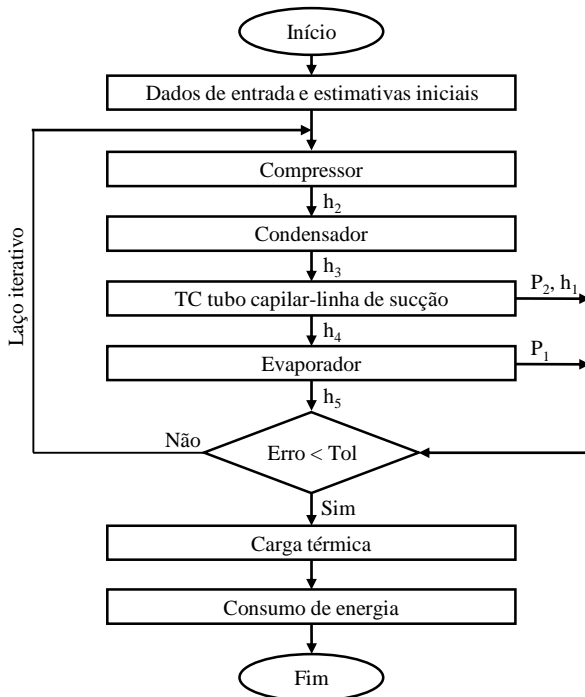 Início
Dados de entrada e estimativas iniciais
Compressor
h₂
Condensador
h₃
TC tubo capilar-linha de sucção
P₂, h₁
h₄
Evaporador
P₁
h₅
Laço iterativo
Não
Erro < Tol
Sim
Carga térmica
Consumo de energia
Fim